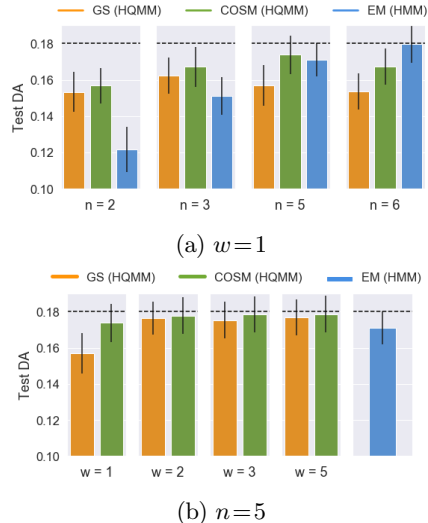 GS (HQMM) COSM (HQMM) EM (HMM)
Test DA
0.18
0.16
0.14
0.12
0.10
n = 2 n = 3 n = 5 n = 6
(a) w=1
GS (HQMM) COSM (HQMM) EM (HMM)
Test DA
0.18
0.16
0.14
0.12
0.10
w = 1 w = 2 w = 3 w = 5
(b) n=5